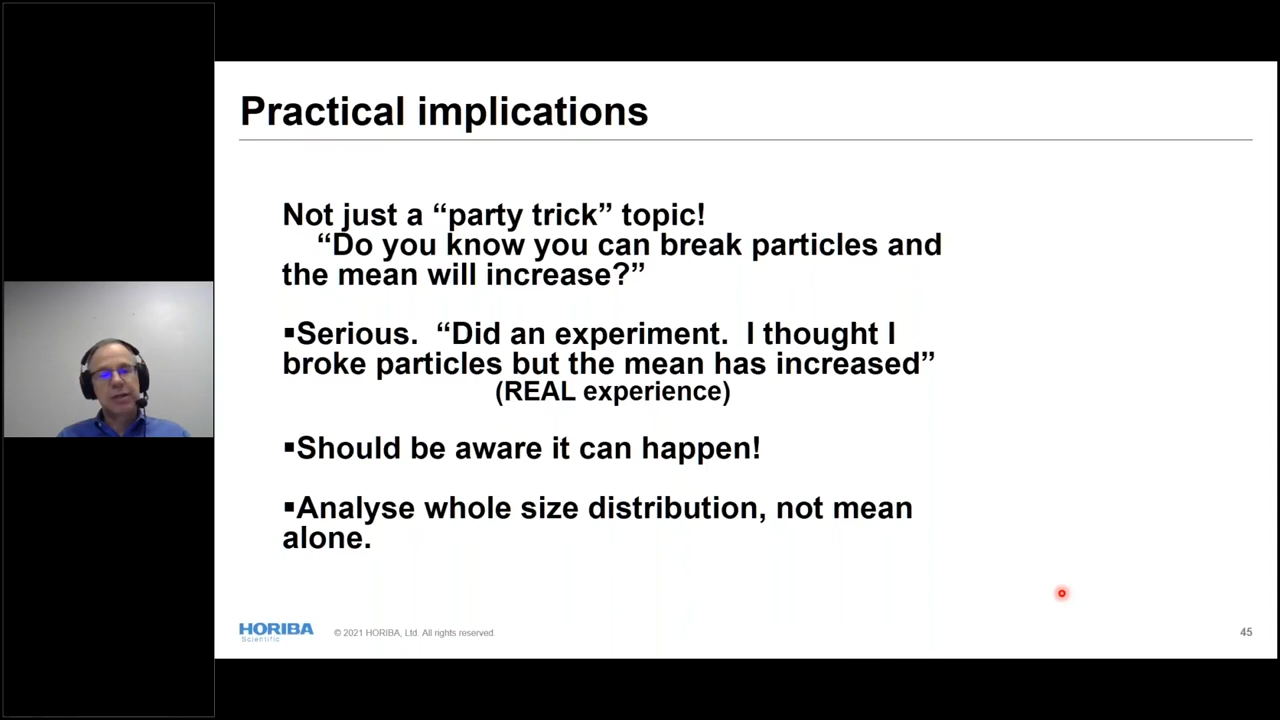 Practical implications
Not just a “party trick” topic!
“Do you know you can break particles and
the mean will increase?”
▪Serious. “Did an experiment. I thought I
broke particles but the mean has increased”
(REAL experience)
▪Should be aware it can happen!
▪Analyse whole size distribution, not mean
alone.
HORIBA
Scientific
© 2021 HORIBA, Ltd. All rights reserved.
45